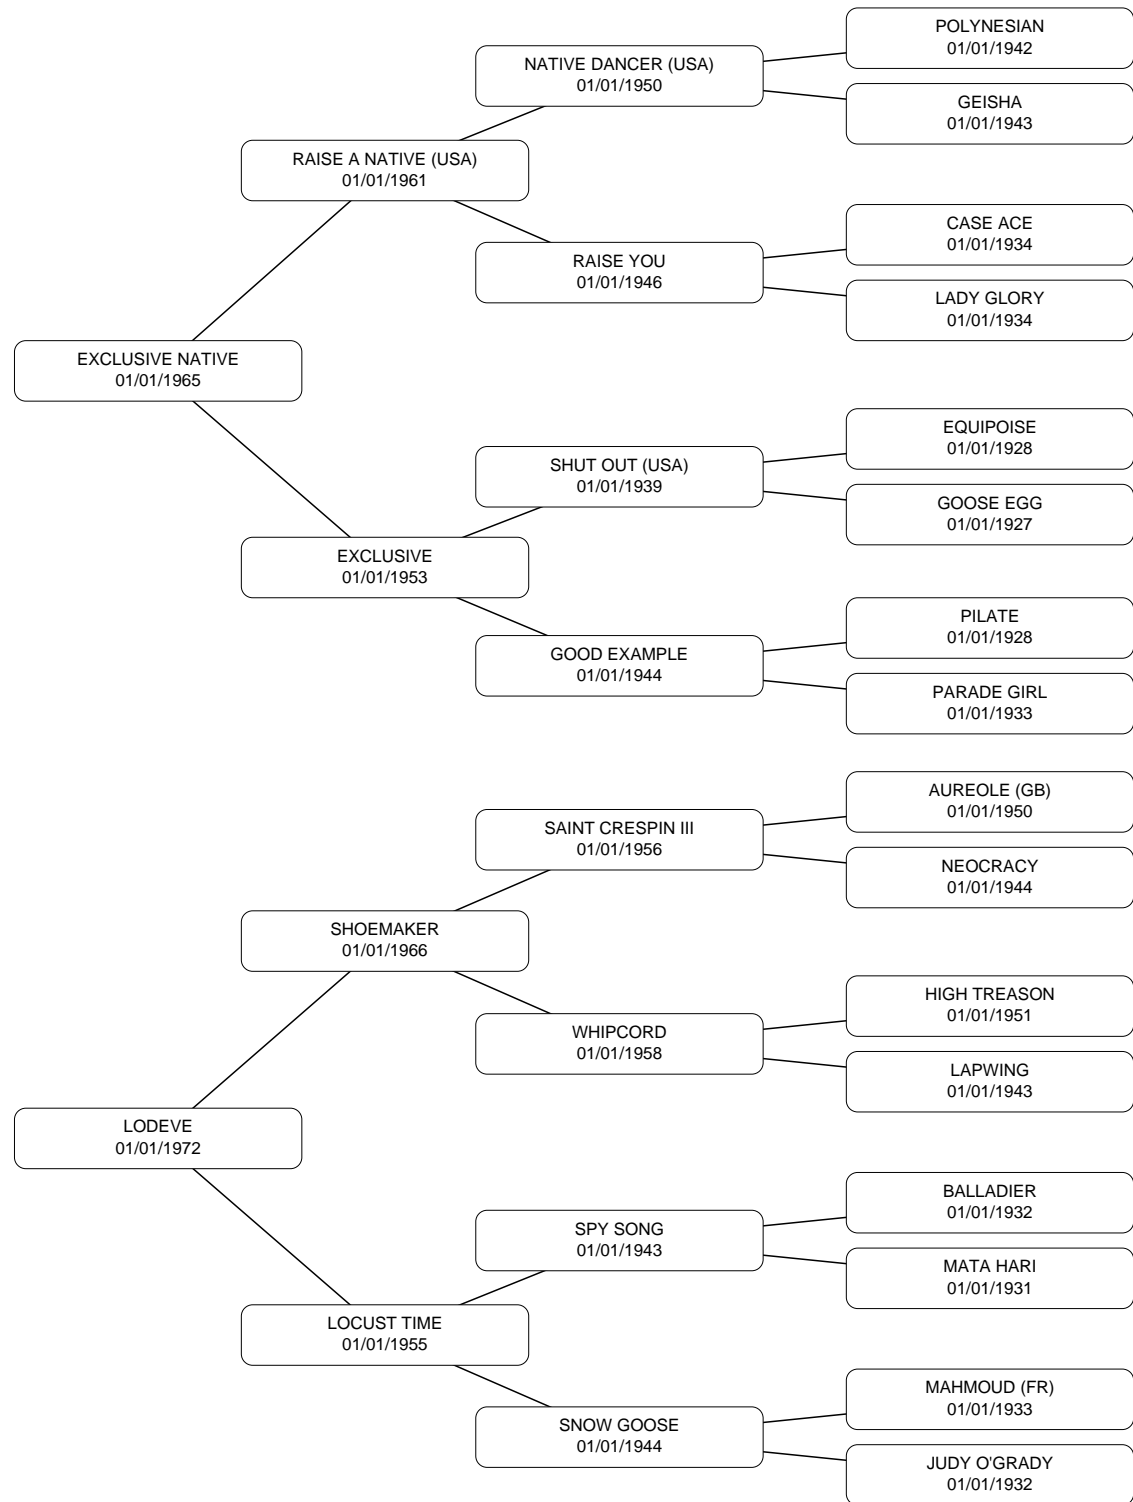 POLYNESIAN
01/01/1942
NATIVE DANCER (USA)
01/01/1950
GEISHA
01/01/1943
RAISE A NATIVE (USA)
01/01/1961
CASE ACE
01/01/1934
RAISE YOU
01/01/1946
LADY GLORY
01/01/1934
EXCLUSIVE NATIVE
01/01/1965
EQUIPOISE
01/01/1928
SHUT OUT (USA)
01/01/1939
GOOSE EGG
01/01/1927
EXCLUSIVE
01/01/1953
PILATE
01/01/1928
GOOD EXAMPLE
01/01/1944
PARADE GIRL
01/01/1933
AUREOLE (GB)
01/01/1950
SAINT CRESPIN III
01/01/1956
NEOCRACY
01/01/1944
SHOEMAKER
01/01/1966
HIGH TREASON
01/01/1951
WHIPCORD
01/01/1958
LAPWING
01/01/1943
LODEVE
01/01/1972
BALLADIER
01/01/1932
SPY SONG
01/01/1943
MATA HARI
01/01/1931
LOCUST TIME
01/01/1955
MAHMOUD (FR)
01/01/1933
SNOW GOOSE
01/01/1944
JUDY O'GRADY
01/01/1932